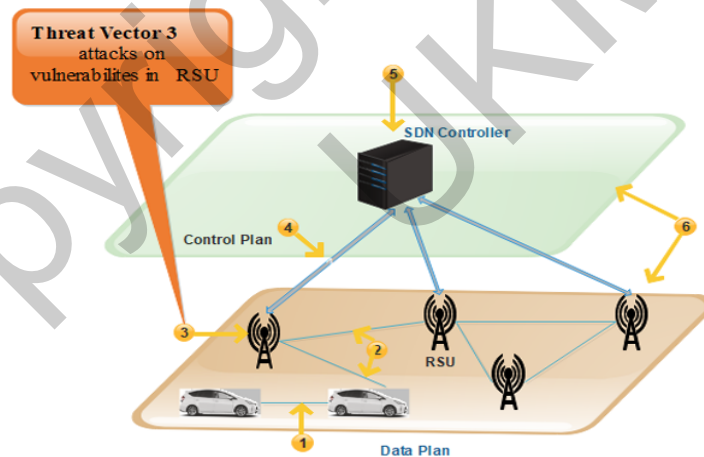 Threat Vector 3
attacks on
vulnerabilites in RSU
5
SDN Controller
4
6
Control Plan
3
2
RSU
1
Data Plan